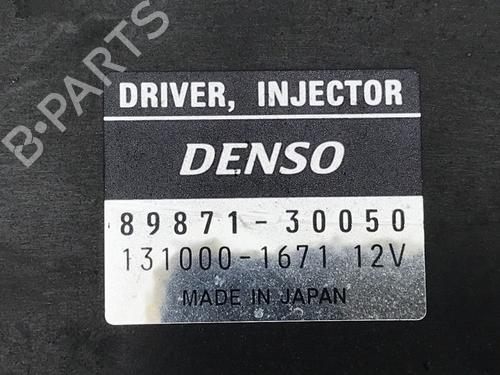 B-PARTS
DRIVER, INJECTOR
DENSO
89871-30050
131000-1671 12V
MADE IN JAPAN